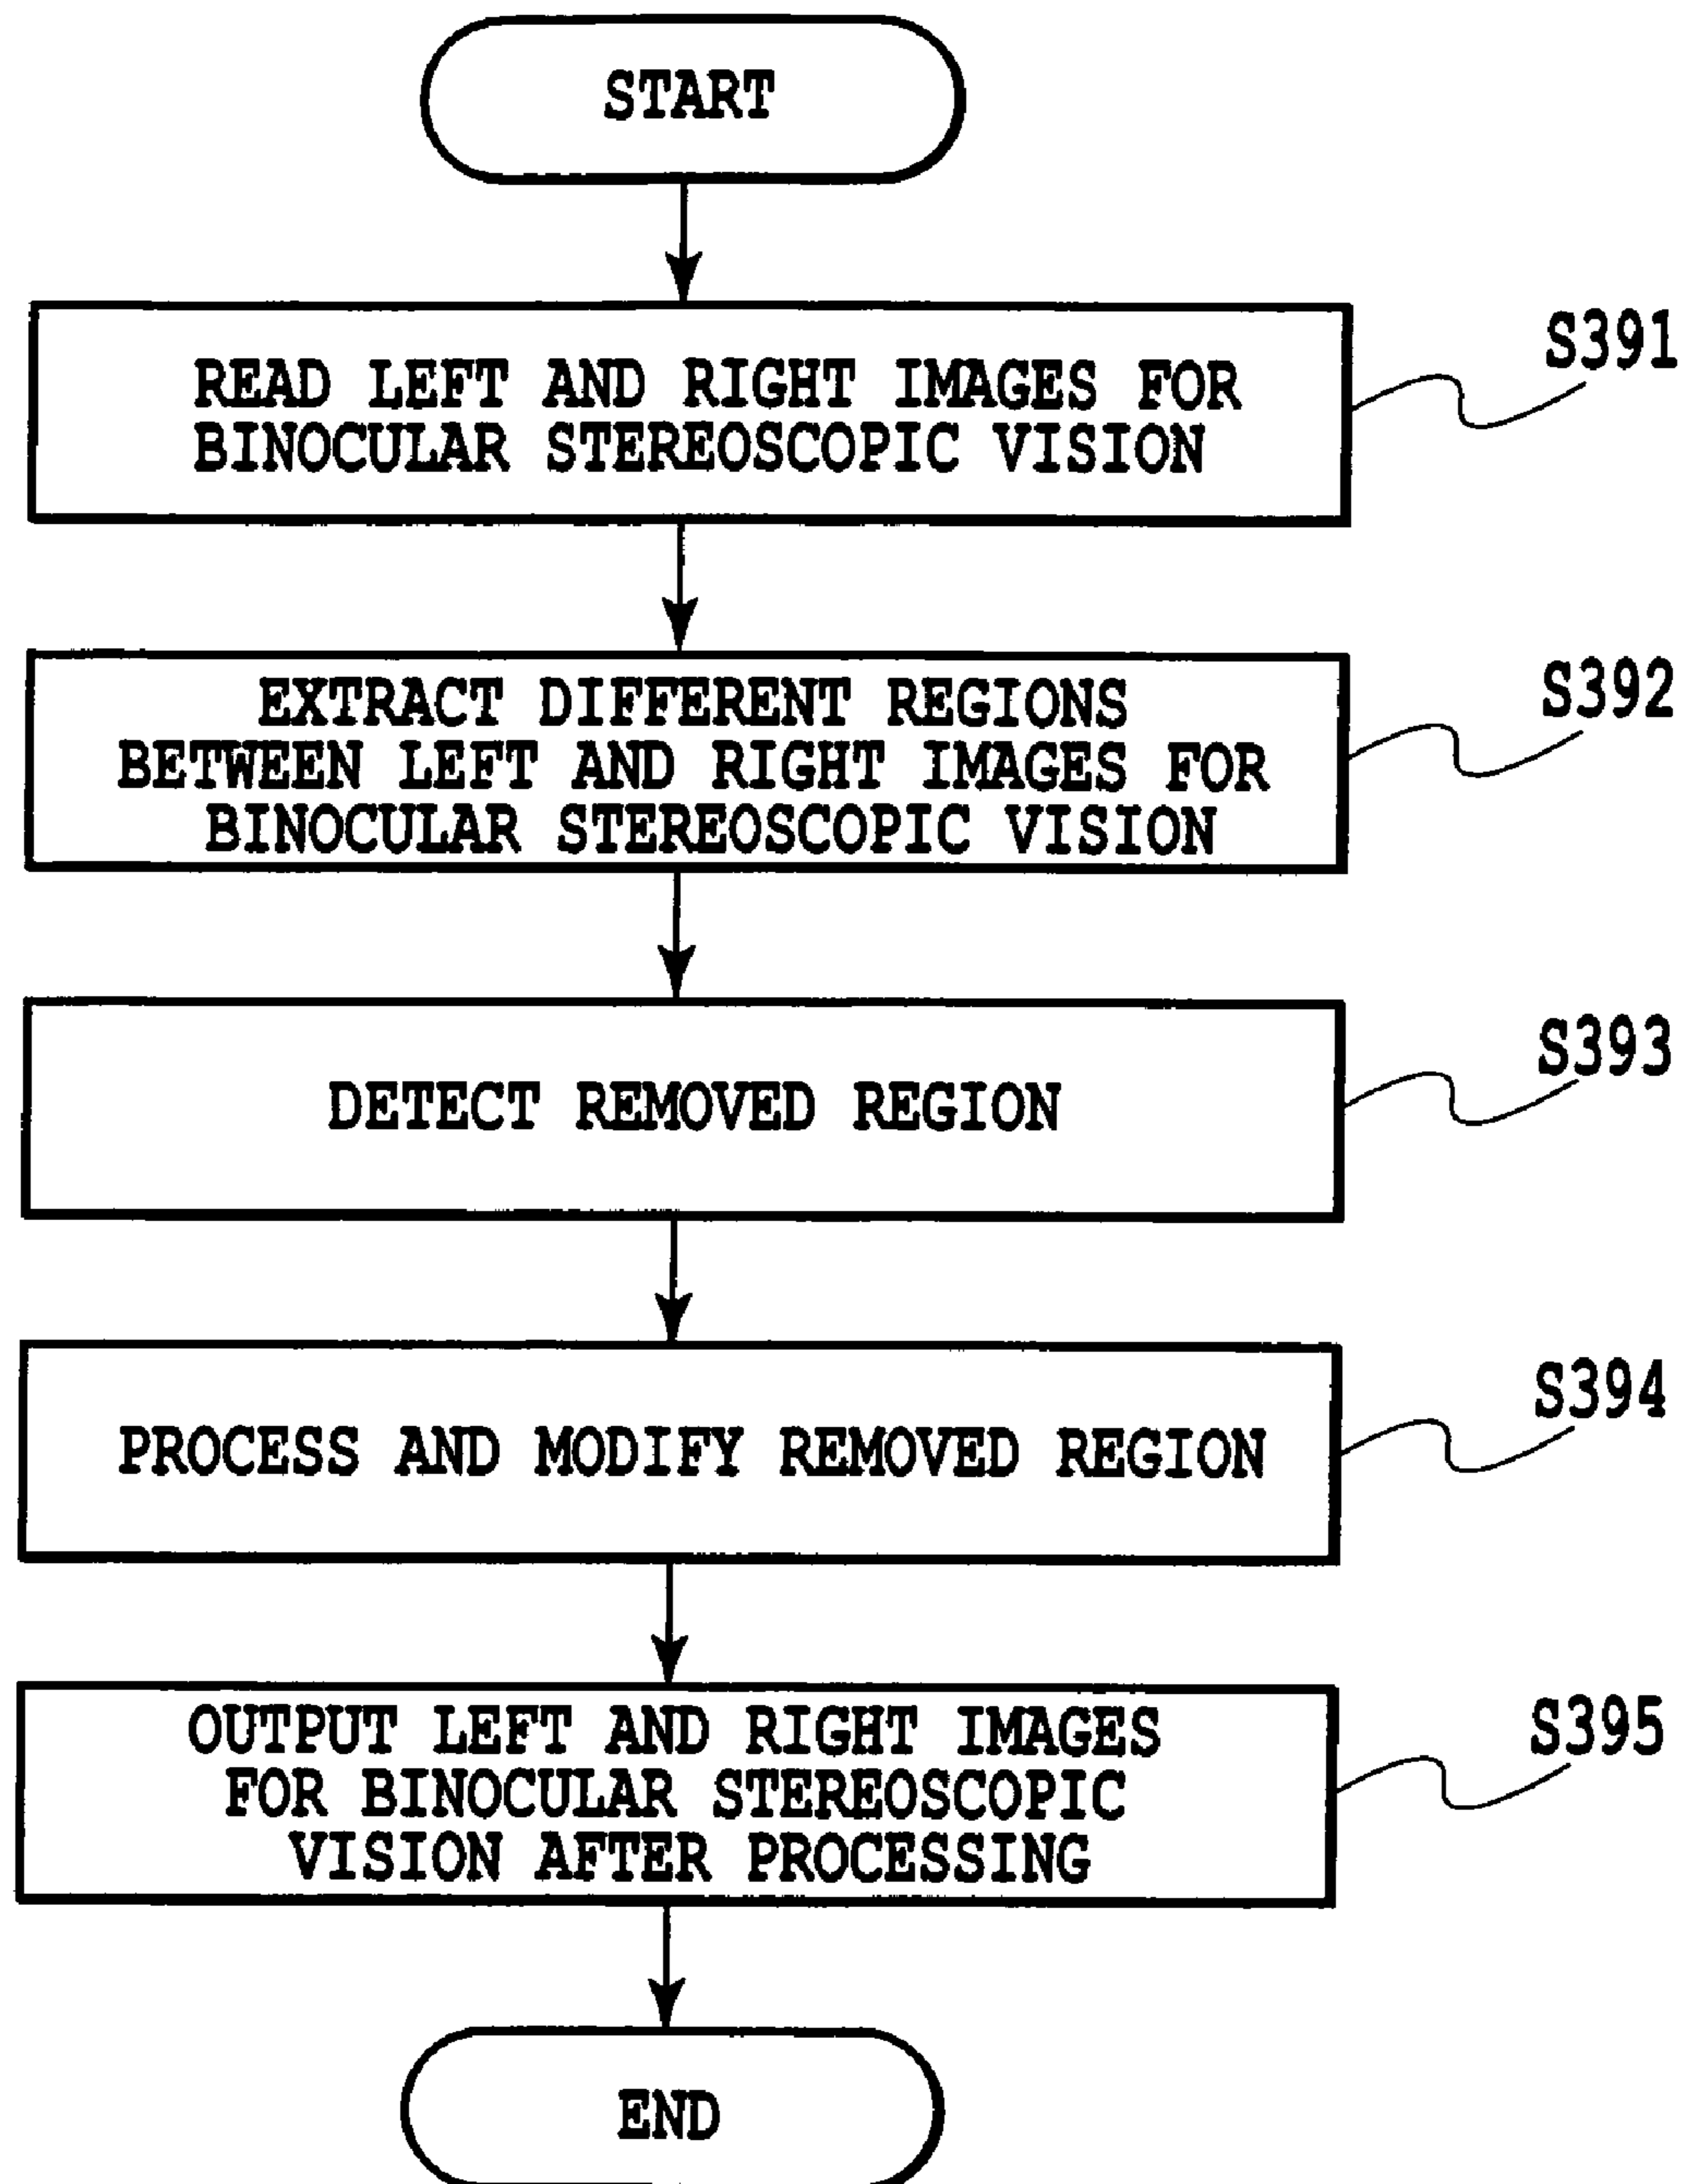 START
READ LEFT AND RIGHT IMAGES FOR
BINOCULAR STEREOSCOPIC VISION
S391
EXTRACT DIFFERENT REGIONS
BETWEEN LEFT AND RIGHT IMAGES FOR
BINOCULAR STEREOSCOPIC VISION
S392
DETECT REMOVED REGION
S393
PROCESS AND MODIFY REMOVED REGION
S394
OUTPUT LEFT AND RIGHT IMAGES
FOR BINOCULAR STEREOSCOPIC
VISION AFTER PROCESSING
S395
END